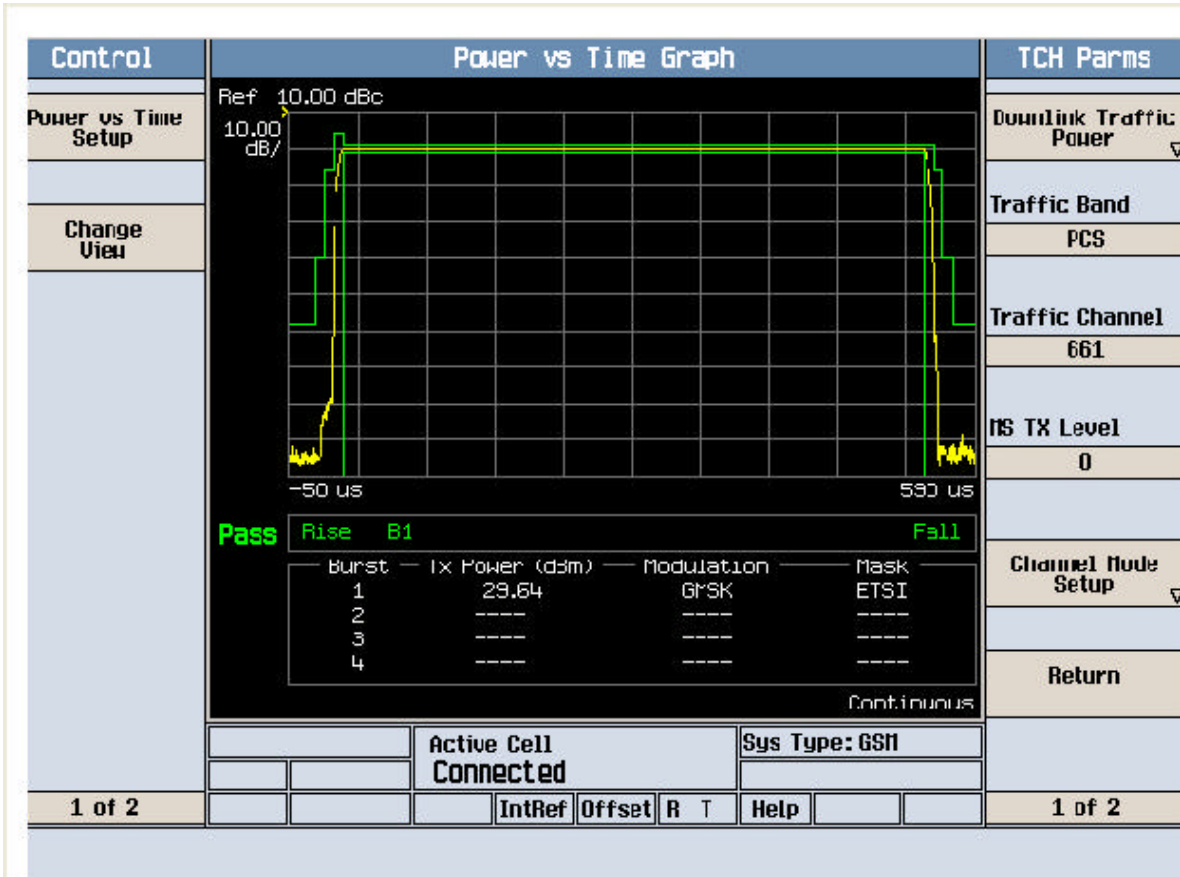 Control
Power vs Time Graph
TCH Parms
Power vs Time
Setup
Change
View
1 of 2
Ref 10.00 dBc
10.00
dB/
-50 us
590 us
Pass
Rise B1 Fall
Burst Tx Power (dBm) Modulation Mask
1 29.64 GMSK ETSI
2 ---- ---- ----
3 ---- ---- ----
4 ---- ---- ----
Continuous
Active Cell
Connected
Sys Type: GSM
IntRef Offset R T Help
Downlink Traffic
Power
Traffic Band
PCS
Traffic Channel
661
MS TX Level
0
Channel Mode
Setup
Return
1 of 2